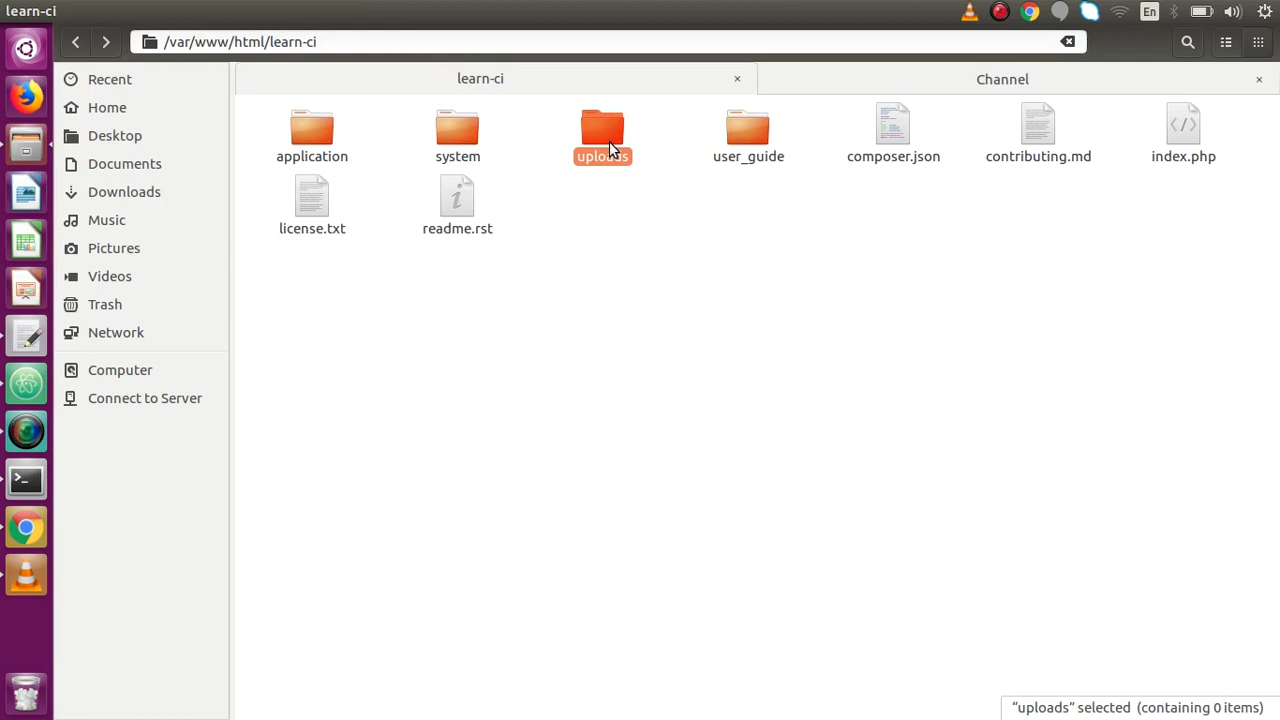 learn-ci
En
/var/www/html/learn-ci
Recent
Home
Desktop
Documents
Downloads
Music
Pictures
Videos
Trash
Network
Computer
Connect to Server
learn-ci
Channel
application
system
uploads
user_guide
composer.json
contributing.md
index.php
license.txt
readme.rst
“uploads” selected (containing 0 items)